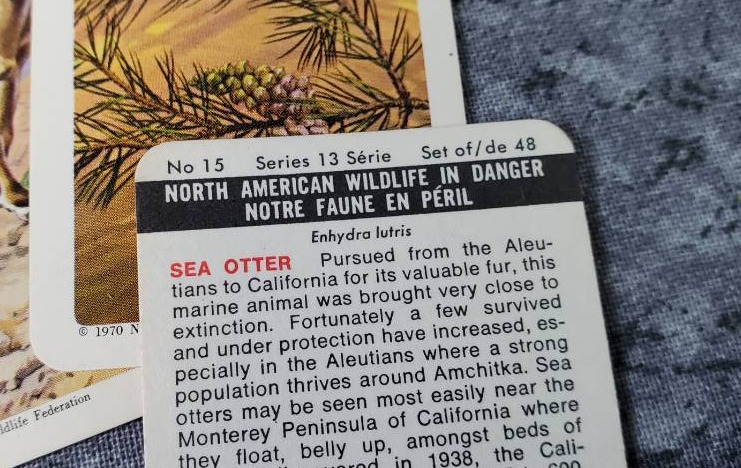 No 15 Series 13 Série Set of/de 48
NORTH AMERICAN WILDLIFE IN DANGER
NOTRE FAUNE EN PÉRIL
Enhydra lutris
SEA OTTER Pursued from the Aleu-
tians to California for its valuable fur, this
marine animal was brought very close to
extinction. Fortunately a few survived
and under protection have increased, es-
pecially in the Aleutians where a strong
population thrives around Amchitka. Sea
otters may be seen most easily near the
Monterey Peninsula of California where
they float, belly up, amongst beds of
in 1938, the Cali-
© 1970 N
Federation